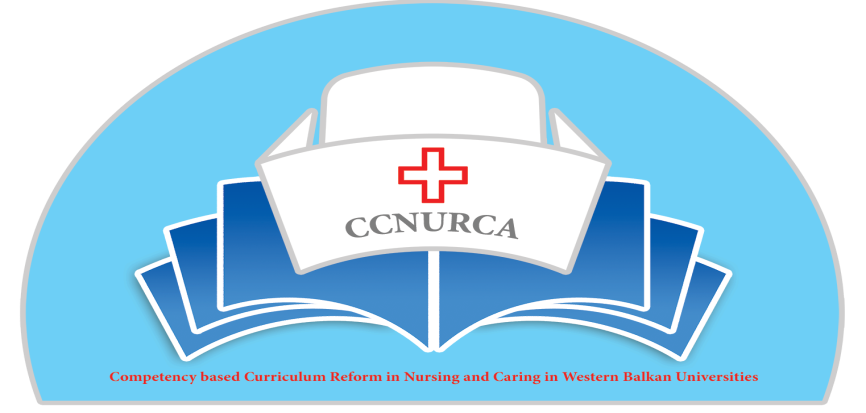 CCNURCA
Competency based Curriculum Reform in Nursing and Caring in Western Balkan Universities